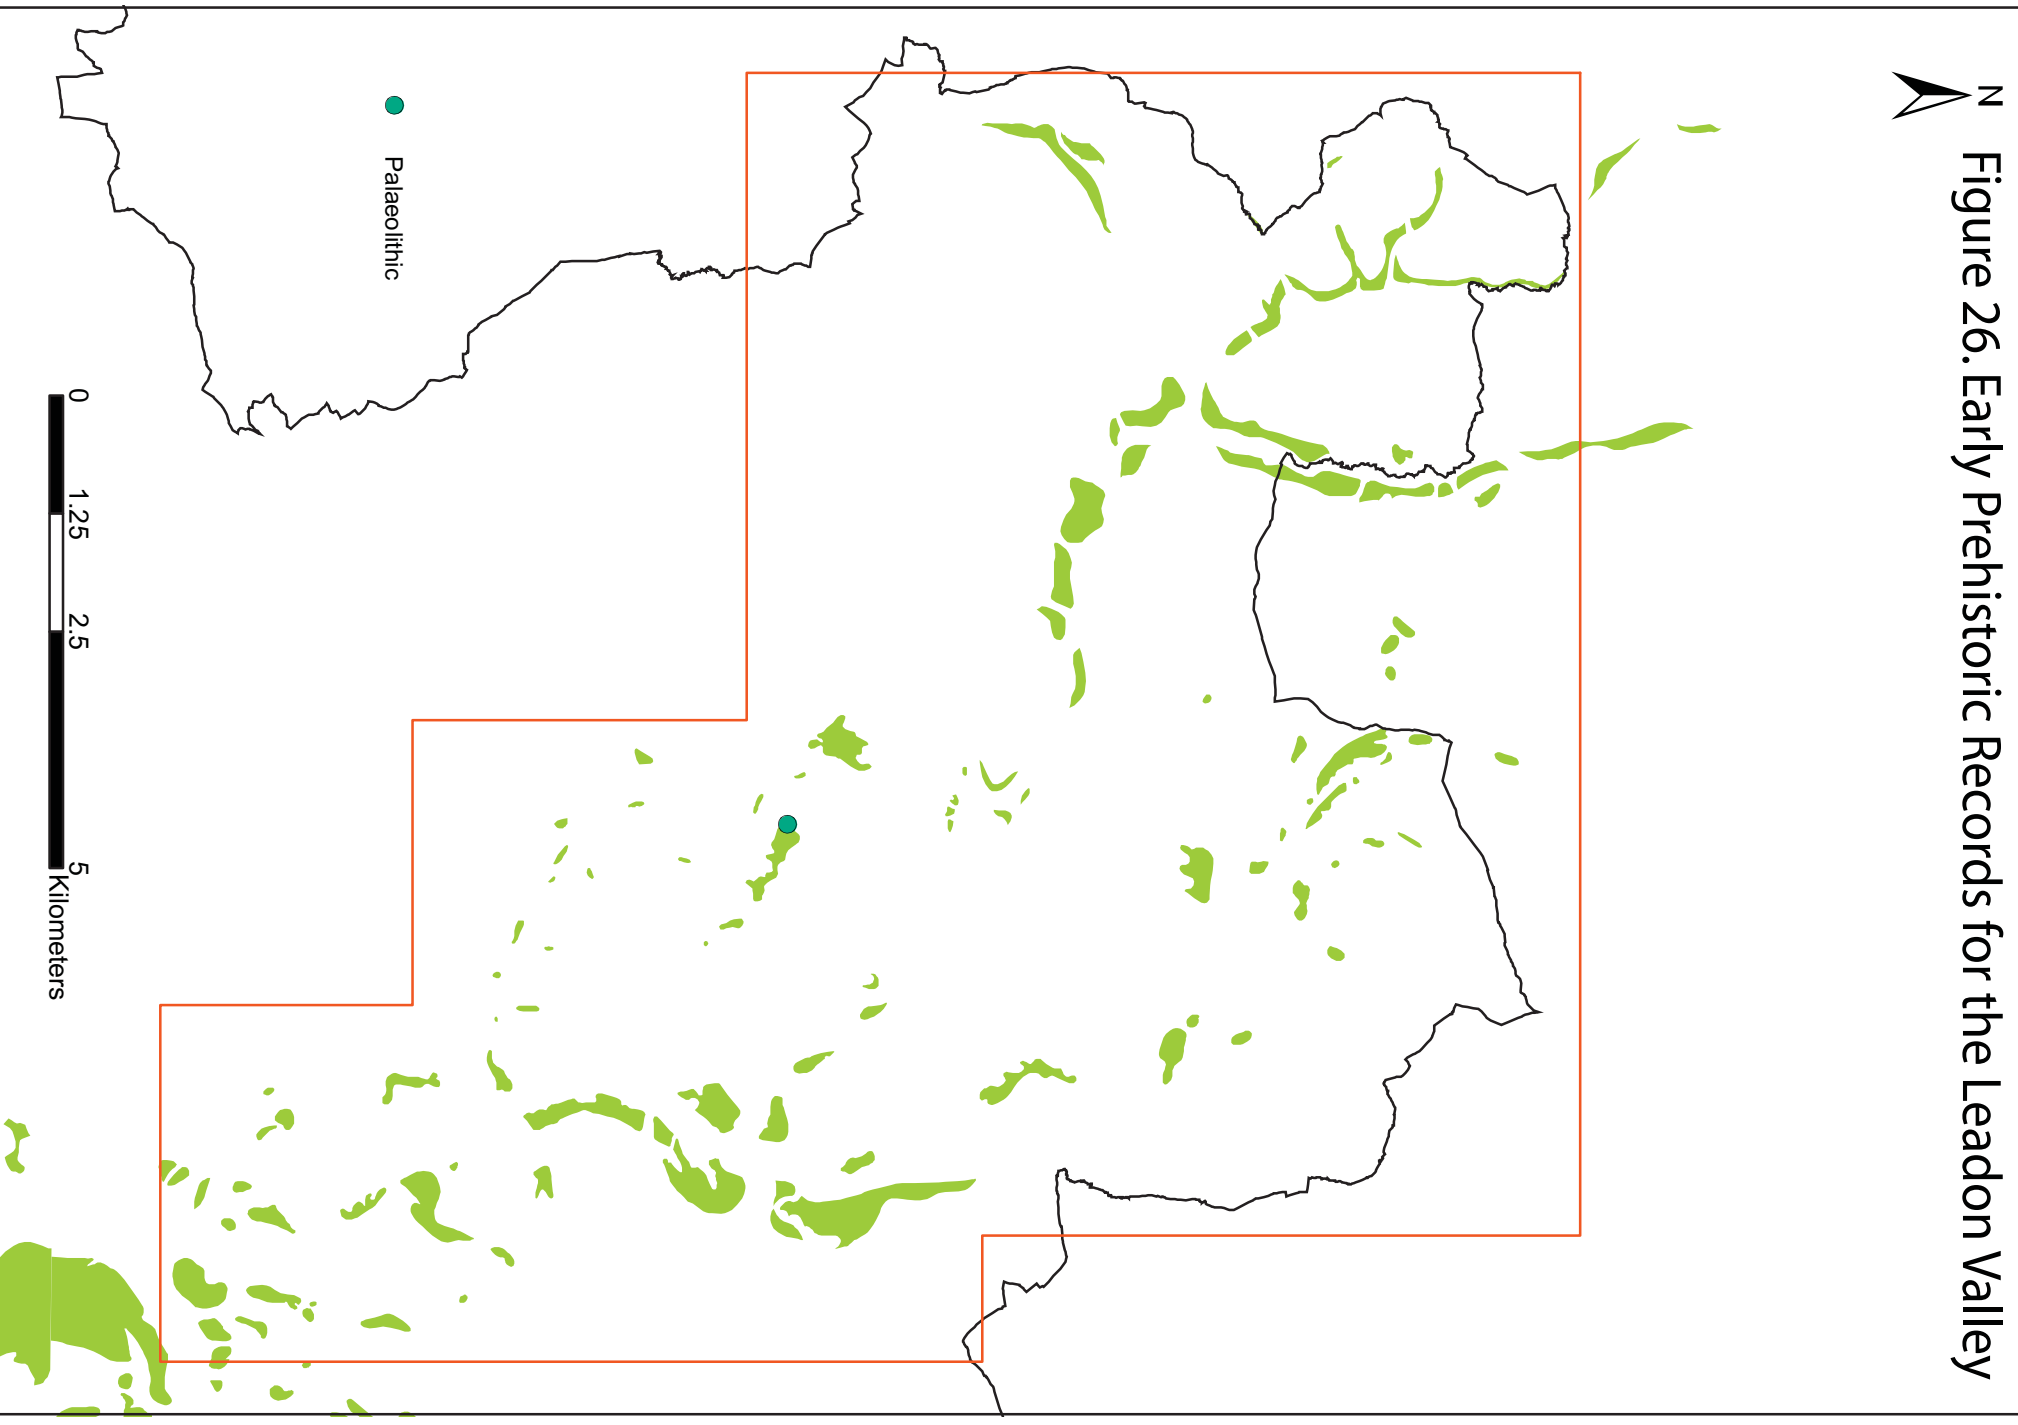 N
Figure 26. Early Prehistoric Records for the Leadon Valley
Palaeolithic
0 1.25 2.5 5
Kilometers